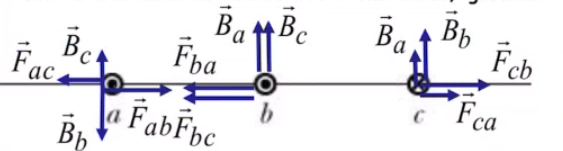 B⃗a B⃗c B⃗a B⃗b
F⃗ac B⃗c F⃗ba F⃗cb
B⃗b a F⃗ab F⃗bc b c F⃗ca